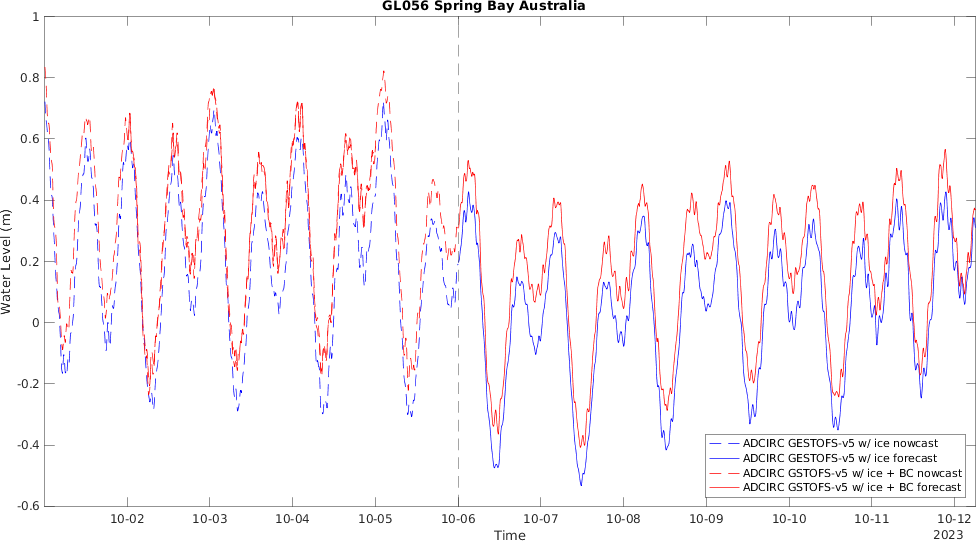 GL056 Spring Bay Australia
Water Level (m)
1
0.8
0.6
0.4
0.2
0
-0.2
-0.4
-0.6
ADCIRC GESTOFS-v5 w/ ice nowcast
ADCIRC GESTOFS-v5 w/ ice forecast
ADCIRC GSTOFS-v5 w/ ice + BC nowcast
ADCIRC GSTOFS-v5 w/ ice + BC forecast
10-02 10-03 10-04 10-05 10-06 10-07 10-08 10-09 10-10 10-11 10-12
Time
2023